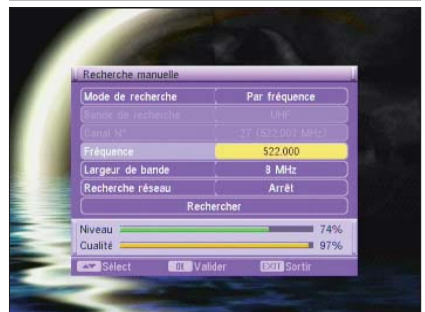 Recherche manuelle
Mode de recherche Par fréquence
Bande de recherche UHF
Canal N° 27 (522.000 MHz)
Fréquence 522.000
Largeur de bande 8 MHz
Recherche réseau Arrêt
Rechercher
Niveau 74%
Cualité 97%
Sélect OK Valider EXIT Sortir